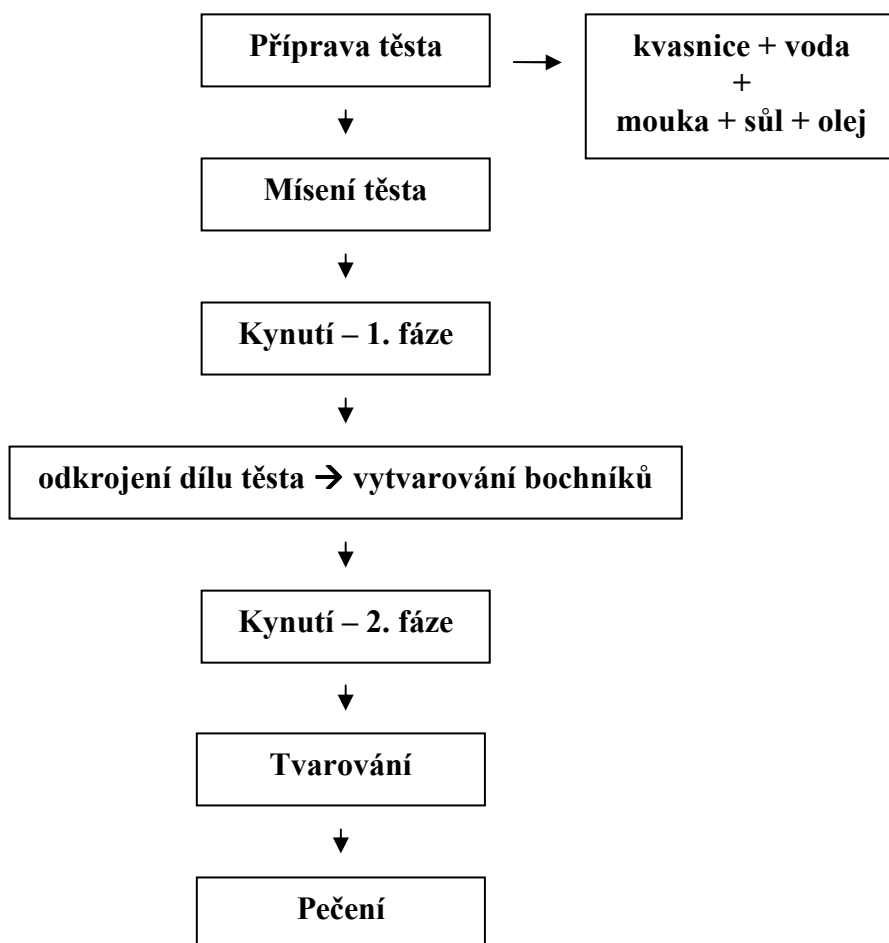 Příprava těsta
kvasnice + voda
+
mouka + sůl + olej
Mísení těsta
Kynutí – 1. fáze
odkrojení dílu těsta → vytvarování bochníků
Kynutí – 2. fáze
Tvarování
Pečení